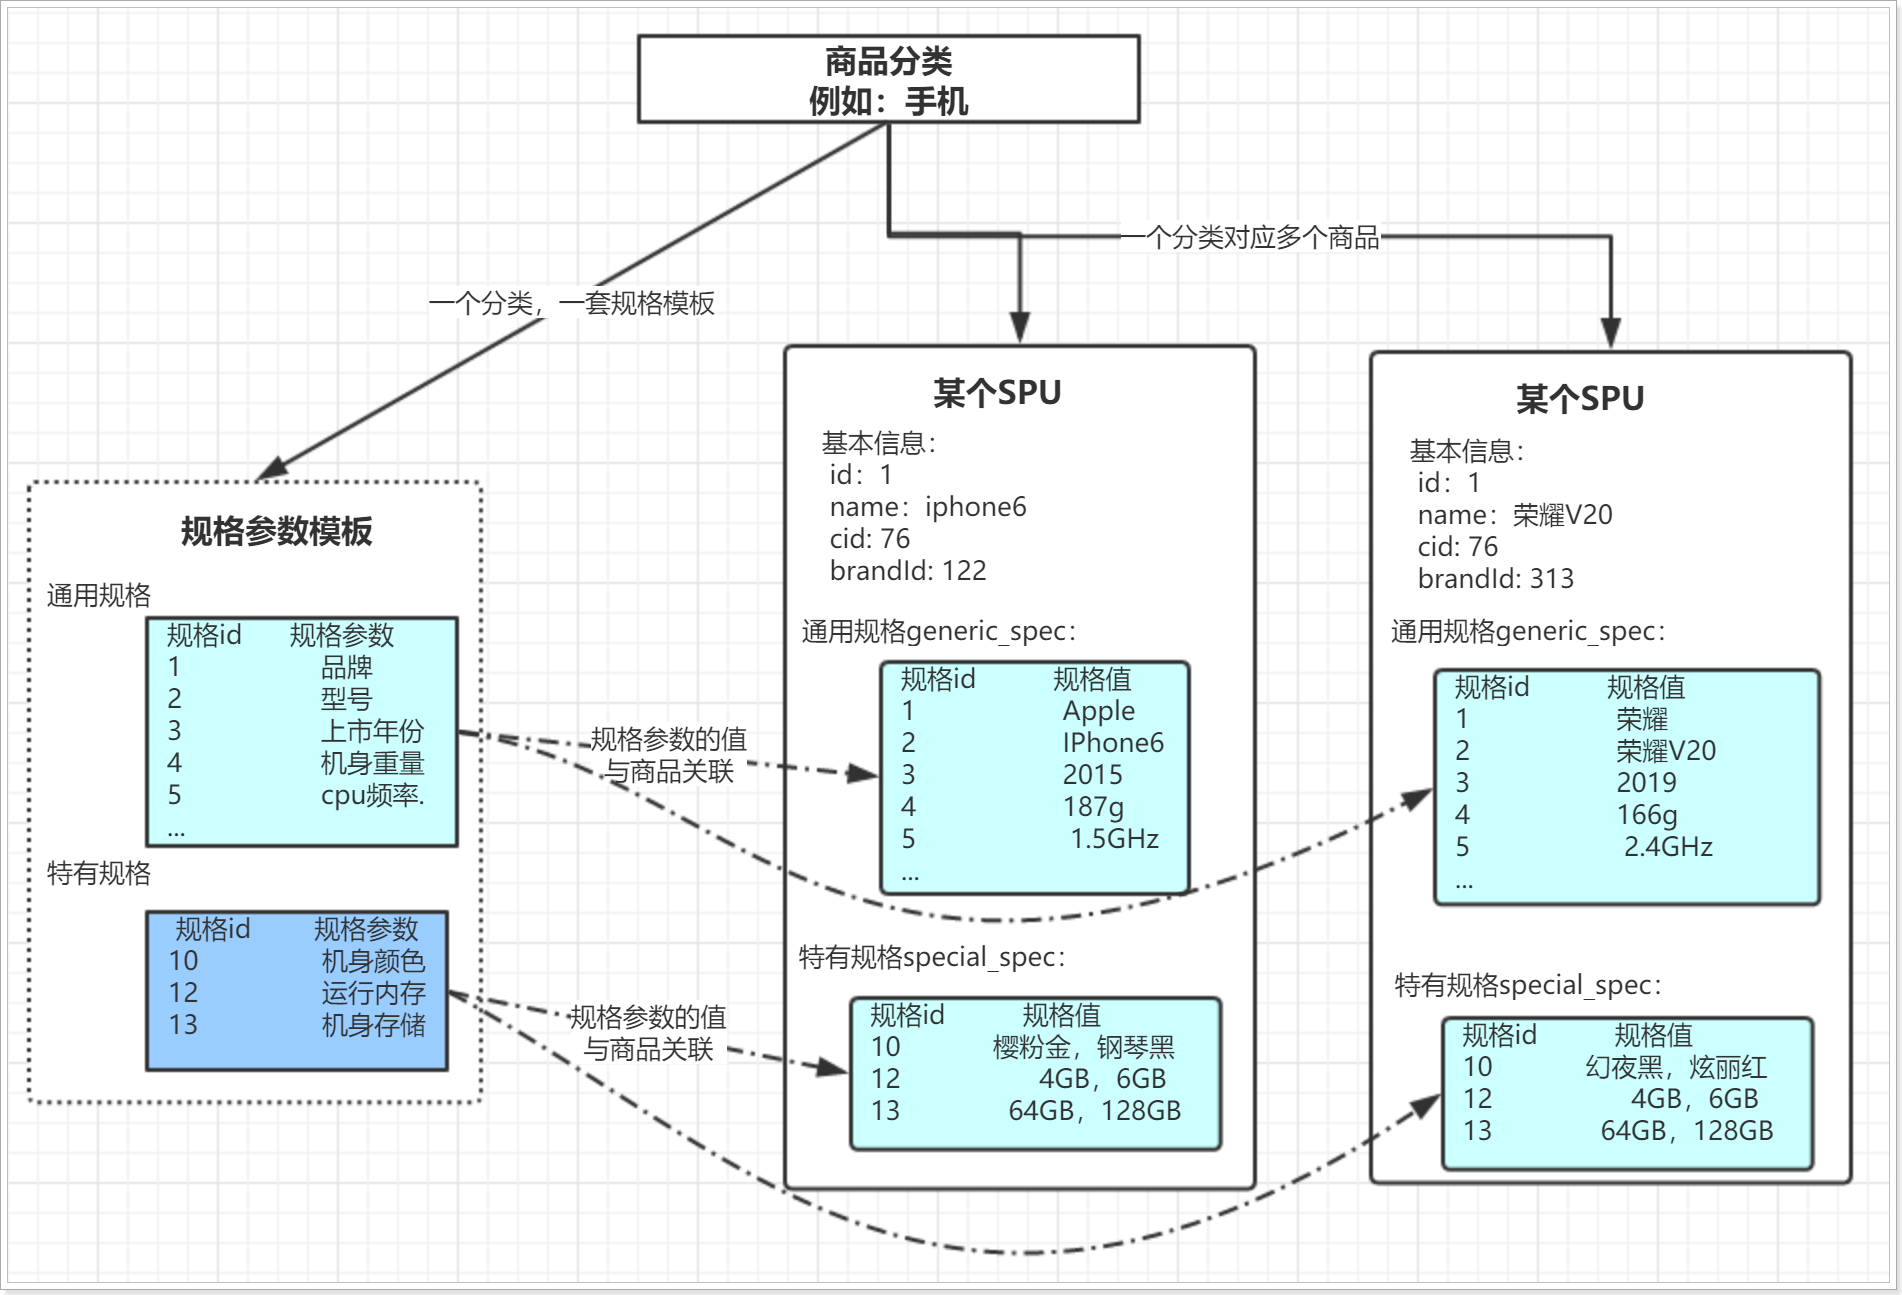 商品分类
例如：手机
一个分类对应多个商品
一个分类，一套规格模板
规格参数模板
通用规格
规格id 规格参数
1 品牌
2 型号
3 上市年份
4 机身重量
5 cpu频率.
...
特有规格
规格id 规格参数
10 机身颜色
12 运行内存
13 机身存储
规格参数的值
与商品关联
规格参数的值
与商品关联
某个SPU
基本信息：
id：1
name：iphone6
cid: 76
brandId: 122
通用规格generic_spec：
规格id 规格值
1 Apple
2 IPhone6
3 2015
4 187g
5 1.5GHz
...
特有规格special_spec：
规格id 规格值
10 樱粉金，钢琴黑
12 4GB，6GB
13 64GB，128GB
某个SPU
基本信息：
id：1
name：荣耀V20
cid: 76
brandId: 313
通用规格generic_spec：
规格id 规格值
1 荣耀
2 荣耀V20
3 2019
4 166g
5 2.4GHz
...
特有规格special_spec：
规格id 规格值
10 幻夜黑，炫丽红
12 4GB，6GB
13 64GB，128GB